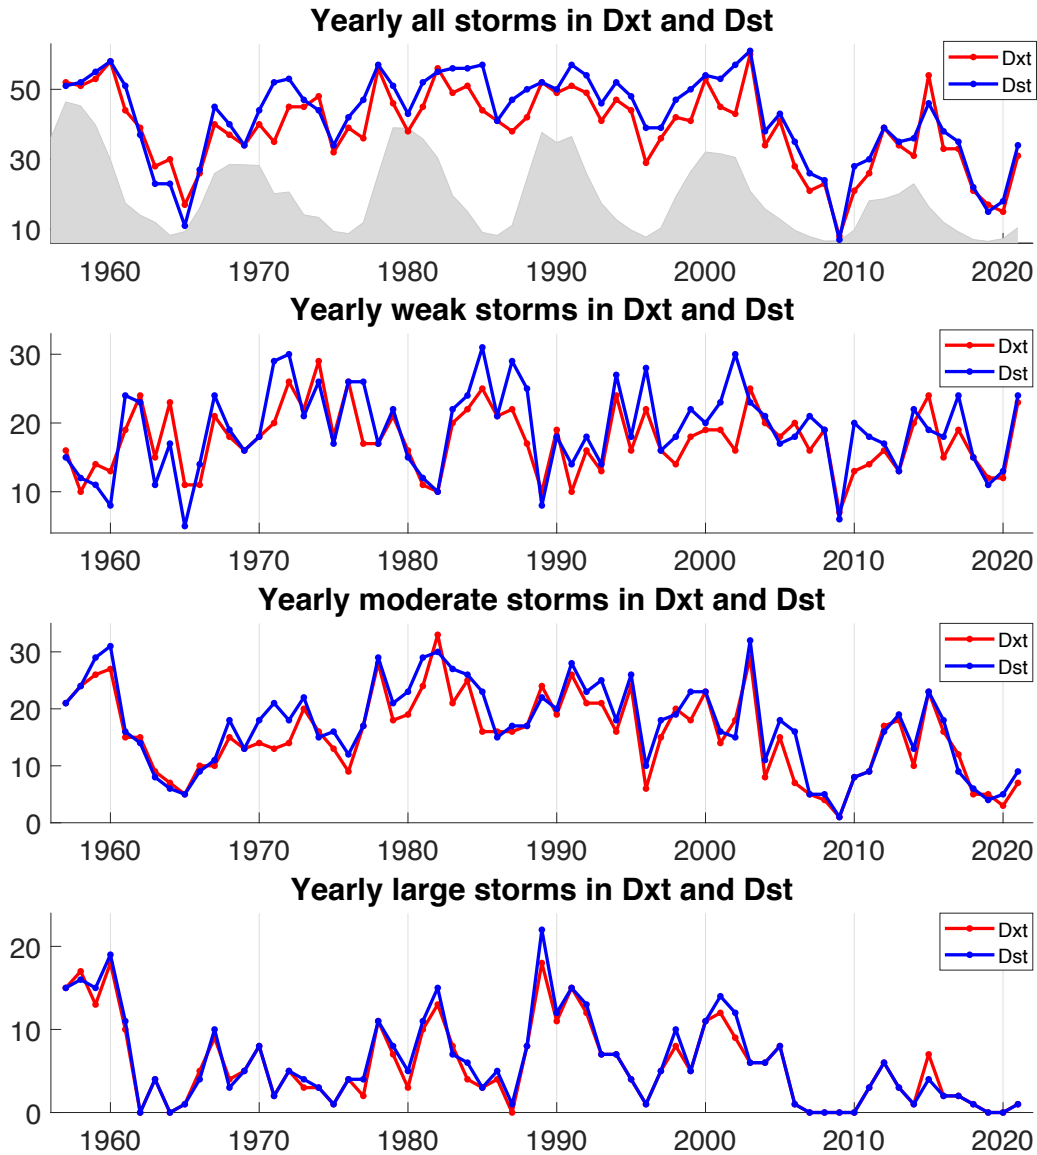 Yearly all storms in Dxt and Dst
Dxt
Dst
50
30
10
1960 1970 1980 1990 2000 2010 2020
Yearly weak storms in Dxt and Dst
Dxt
Dst
30
20
10
1960 1970 1980 1990 2000 2010 2020
Yearly moderate storms in Dxt and Dst
Dxt
Dst
30
20
10
0
1960 1970 1980 1990 2000 2010 2020
Yearly large storms in Dxt and Dst
Dxt
Dst
20
10
0
1960 1970 1980 1990 2000 2010 2020